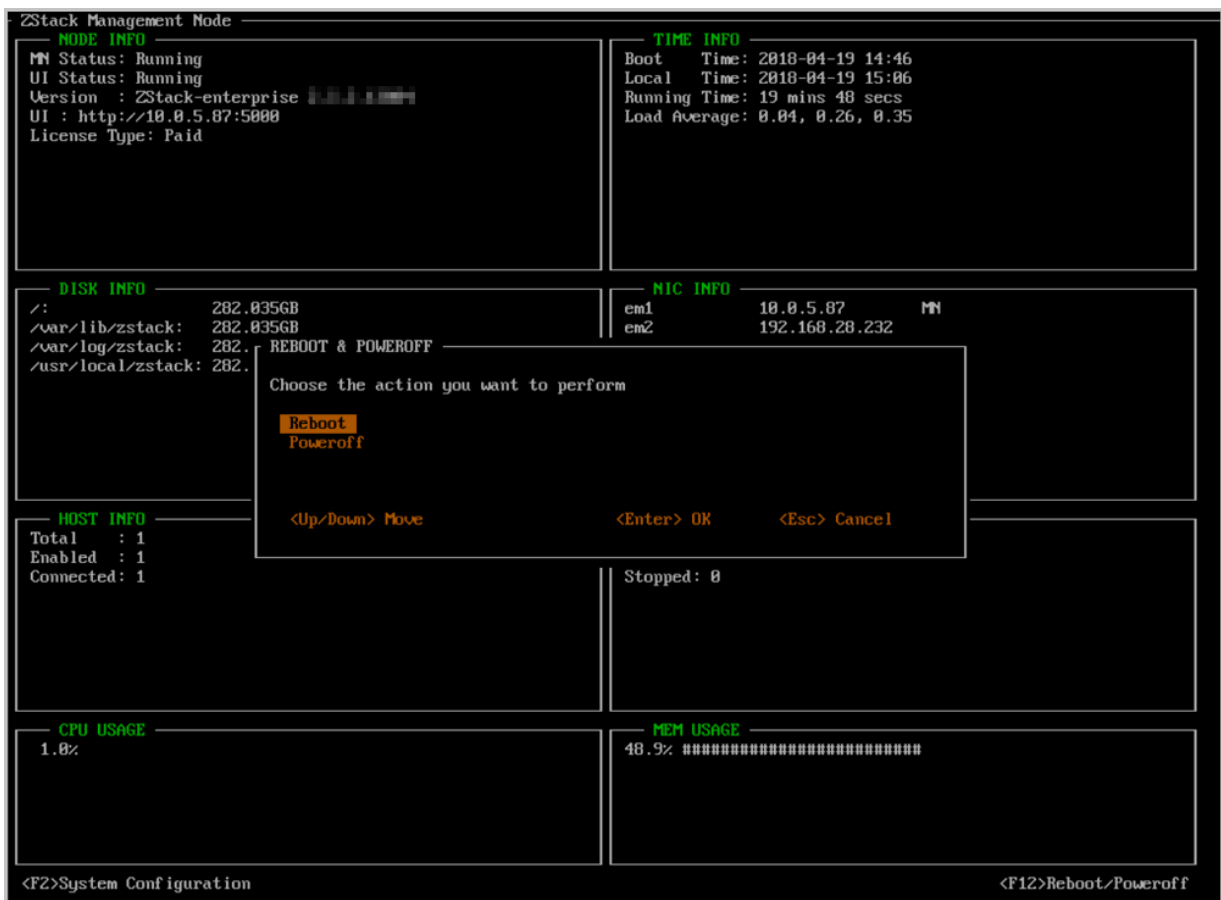 ZStack Management Node
NODE INFO
MN Status: Running
UI Status: Running
Version : ZStack-enterprise
UI : http://10.0.5.87:5000
License Type: Paid
TIME INFO
Boot Time: 2018-04-19 14:46
Local Time: 2018-04-19 15:06
Running Time: 19 mins 48 secs
Load Average: 0.04, 0.26, 0.35
DISK INFO
/: 282.035GB
/var/lib/zstack: 282.035GB
/var/log/zstack: 282.
/usr/local/zstack: 282.
NIC INFO
em1 10.0.5.87 MN
em2 192.168.28.232
REBOOT & POWEROFF
Choose the action you want to perform
Reboot
Poweroff
<Up/Down> Move <Enter> OK <Esc> Cancel
HOST INFO
Total : 1
Enabled : 1
Connected: 1
Stopped: 0
CPU USAGE
1.0%
MEM USAGE
48.9% #########################
<F2>System Configuration <F12>Reboot/Poweroff